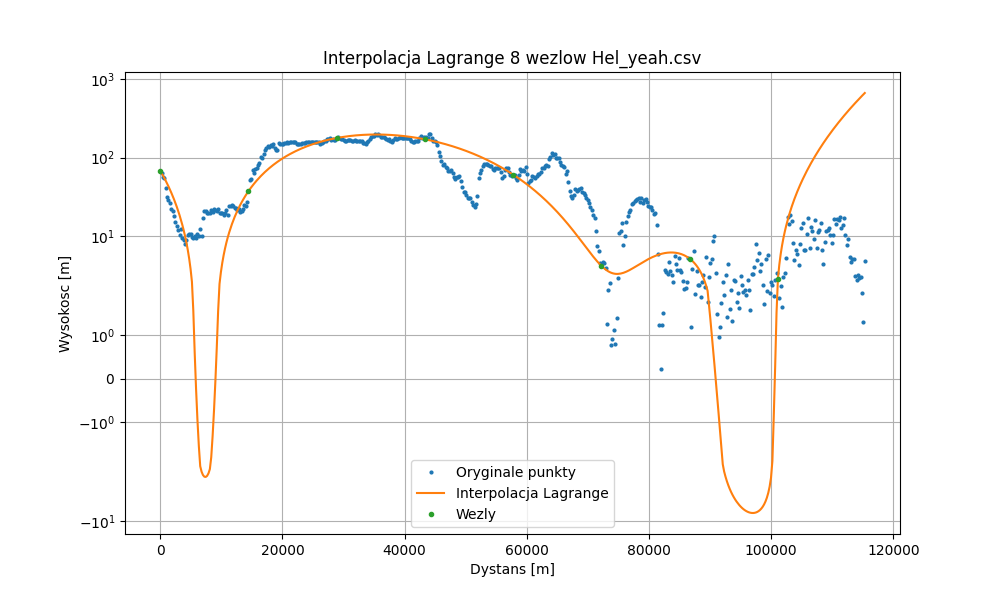 Interpolacja Lagrange 8 wezlow Hel_yeah.csv
Wysokosc [m]
10³
10²
10¹
10⁰
0
−10⁰
−10¹
Oryginale punkty
Interpolacja Lagrange
Wezly
0 20000 40000 60000 80000 100000 120000
Dystans [m]